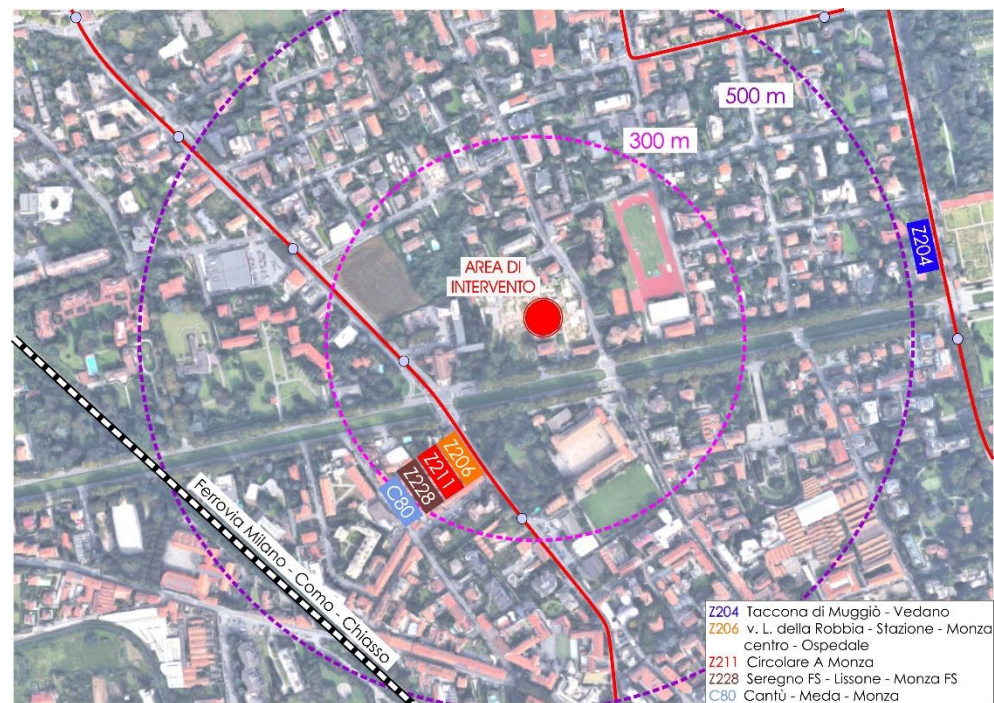 500 m
300 m
Z204
AREA DI
INTERVENTO
Z206
Z211
Z228
C80
Ferrovia Milano - Como - Chiasso
Z204 Taccona di Muggiò - Vedano
Z206 v. L. della Robbia - Stazione - Monza
centro - Ospedale
Z211 Circolare A Monza
Z228 Seregno FS - Lissone - Monza FS
C80 Cantù - Meda - Monza